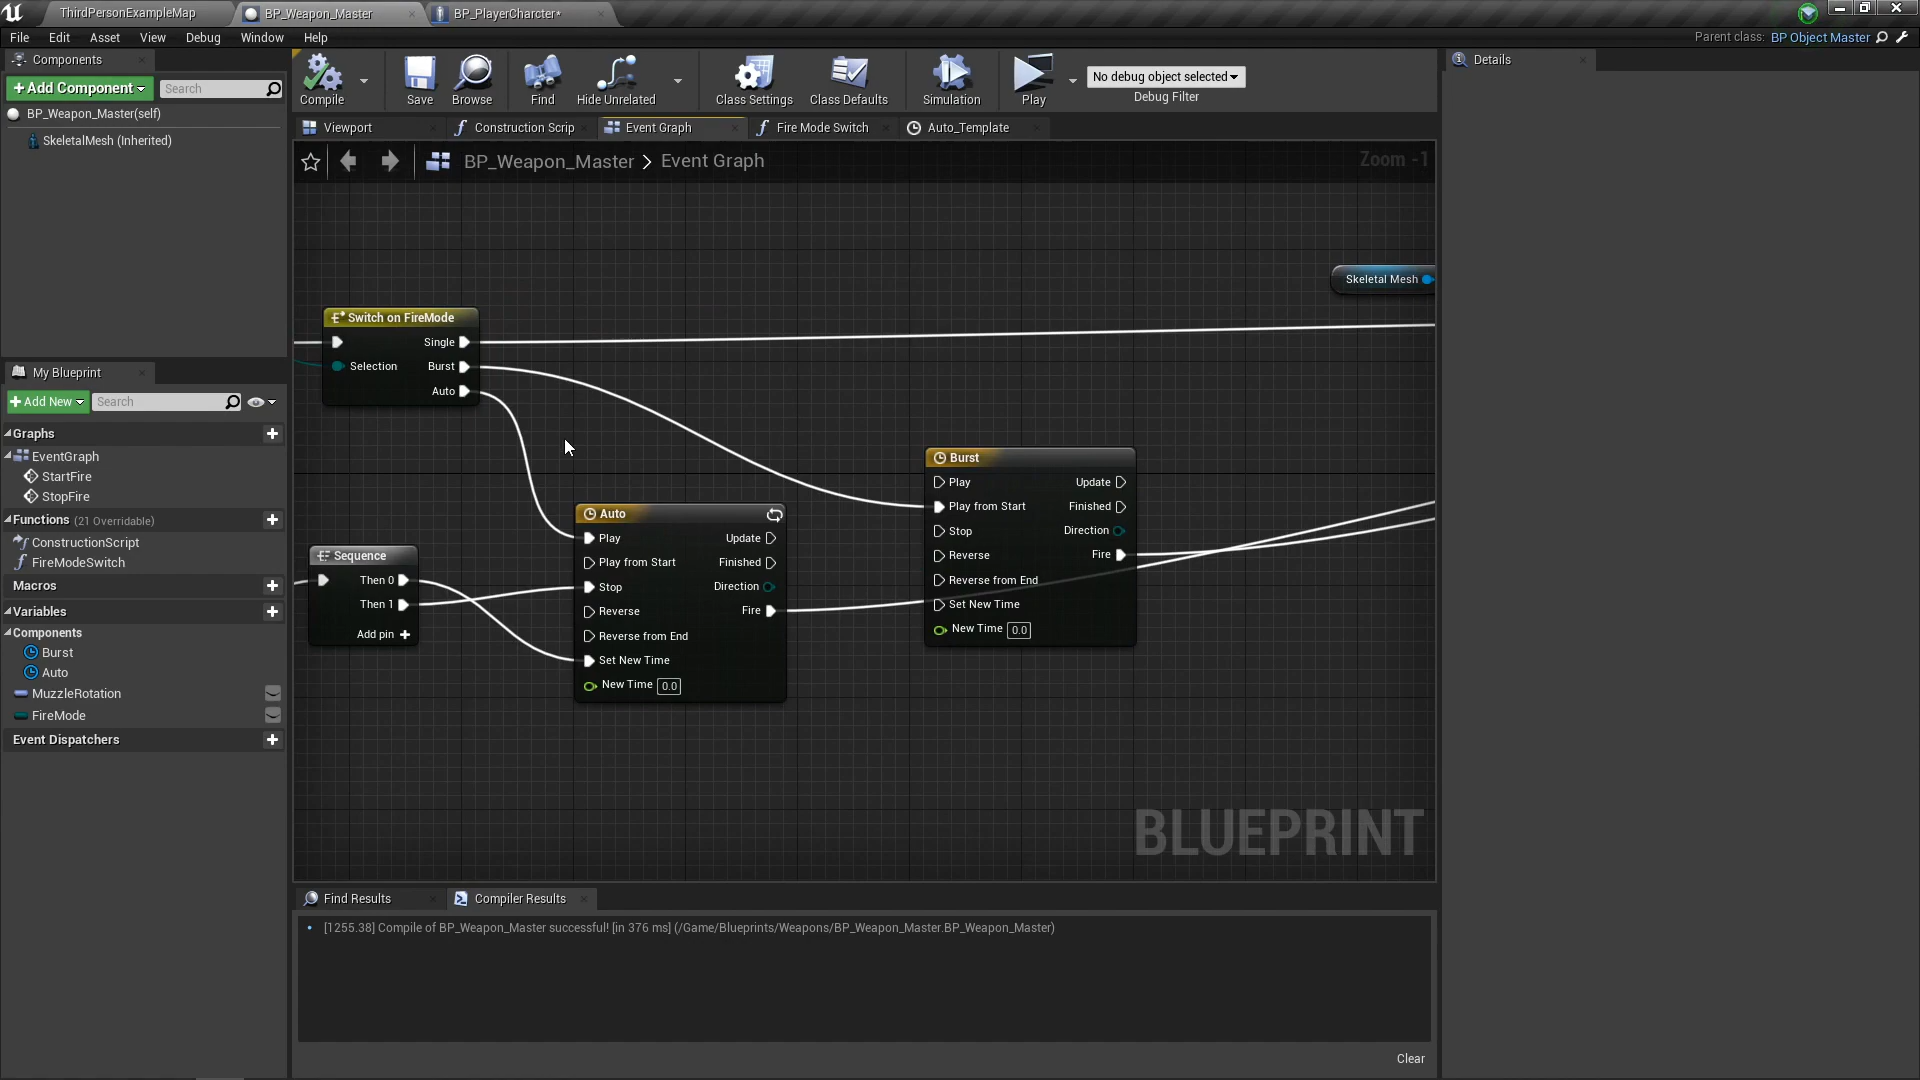 ThirdPersonExampleMap
BP_Weapon_Master
BP_PlayerCharcter*
File Edit Asset View Debug Window Help
Parent class: BP Object Master
Components
+Add Component
Search
BP_Weapon_Master(self)
SkeletalMesh (Inherited)
Compile
Save
Browse
Find
Hide Unrelated
Class Settings
Class Defaults
Simulation
Play
No debug object selected
Debug Filter
Details
Viewport
Construction Scrip
Event Graph
Fire Mode Switch
Auto_Template
BP_Weapon_Master > Event Graph
Zoom -1
Skeletal Mesh
Switch on FireMode
Single
Selection
Burst
Auto
Sequence
Then 0
Then 1
Add pin +
Auto
Play
Update
Play from Start
Finished
Stop
Direction
Reverse
Fire
Reverse from End
Set New Time
New Time 0.0
Burst
Play
Update
Play from Start
Finished
Stop
Direction
Reverse
Fire
Reverse from End
Set New Time
New Time 0.0
BLUEPRINT
My Blueprint
+Add New
Search
Graphs
EventGraph
StartFire
StopFire
Functions (21 Overridable)
ConstructionScript
FireModeSwitch
Macros
Variables
Components
Burst
Auto
MuzzleRotation
FireMode
Event Dispatchers
Find Results
Compiler Results
[1255.38] Compile of BP_Weapon_Master successful! [in 376 ms] (/Game/Blueprints/Weapons/BP_Weapon_Master.BP_Weapon_Master)
Clear